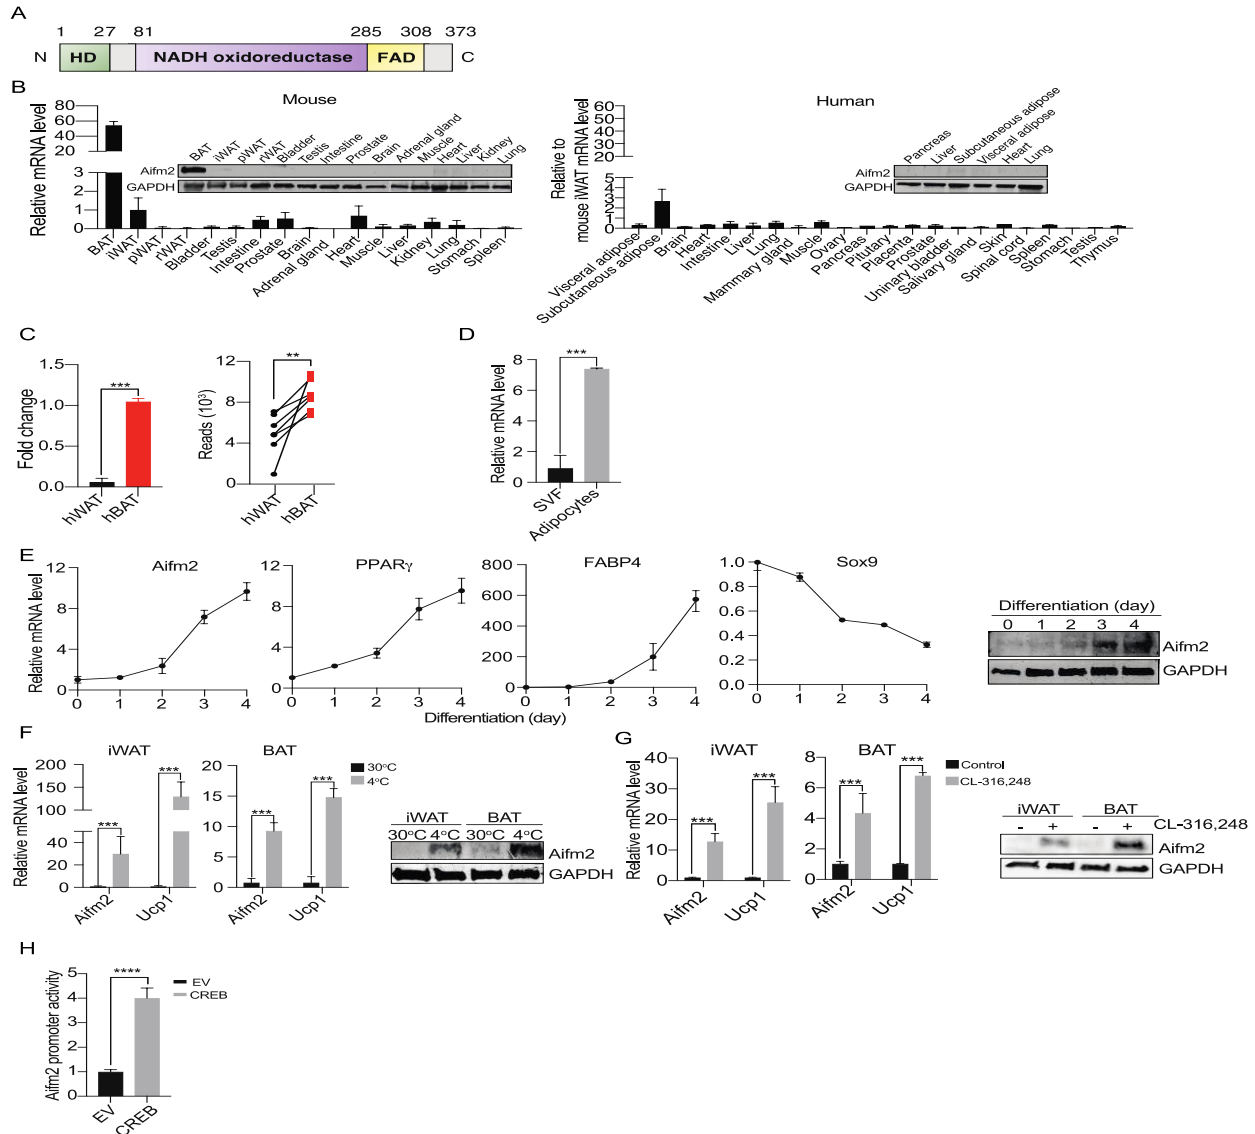 A
1 27 81 285 308 373
N HD NADH oxidoreductase FAD C
B
Mouse
Relative mRNA level
80
60
40
20
3
2
1
0
BAT iWAT pWAT rWAT Bladder Testis Intestine Prostate Brain Adrenal gland Muscle Heart Liver Kidney Lung
Aifm2
GAPDH
BAT iWAT pWAT rWAT Bladder Testis Intestine Prostate Brain Adrenal gland Heart Muscle Liver Kidney Lung Stomach Spleen
Human
Relative to
mouse iWAT mRNA level
60
50
40
30
20
5
4
3
2
1
0
Pancreas Liver Subcutaneous adipose Visceral adipose Heart Lung
Aifm2
GAPDH
Visceral adipose Subcutaneous adipose Brain Heart Intestine Liver Lung Mammary gland Muscle Ovary Pancreas Pituitary Placenta Prostate Uninary bladder Salivary gland Skin Spinal cord Spleen Stomach Testis Thymus
C
Fold change
1.5
1.0
0.5
0.0
***
hWAT hBAT
Reads (10³)
12
8
4
0
**
hWAT hBAT
D
Relative mRNA level
8
6
4
2
0
***
SVF Adipocytes
E
Relative mRNA level
Aifm2
12
8
4
0
0 1 2 3 4
PPARγ
12
8
4
0
0 1 2 3 4
FABP4
800
600
400
200
0
0 1 2 3 4
Sox9
1.0
0.8
0.6
0.4
0.2
0.0
0 1 2 3 4
Differentiation (day)
Differentiation (day)
0 1 2 3 4
Aifm2
GAPDH
F
Relative mRNA level
iWAT
200
150
100
50
40
20
0
*** ***
Aifm2 Ucp1
BAT
20
15
10
5
0
*** ***
Aifm2 Ucp1
30°C
4°C
iWAT BAT
30°C 4°C 30°C 4°C
Aifm2
GAPDH
G
Relative mRNA level
iWAT
40
30
20
10
0
*** ***
Aifm2 Ucp1
BAT
8
6
4
2
0
*** ***
Aifm2 Ucp1
Control
CL-316,248
iWAT BAT
- + - + CL-316,248
Aifm2
GAPDH
H
Aifm2 promoter activity
5
4
3
2
1
0
****
EV CREB
EV
CREB